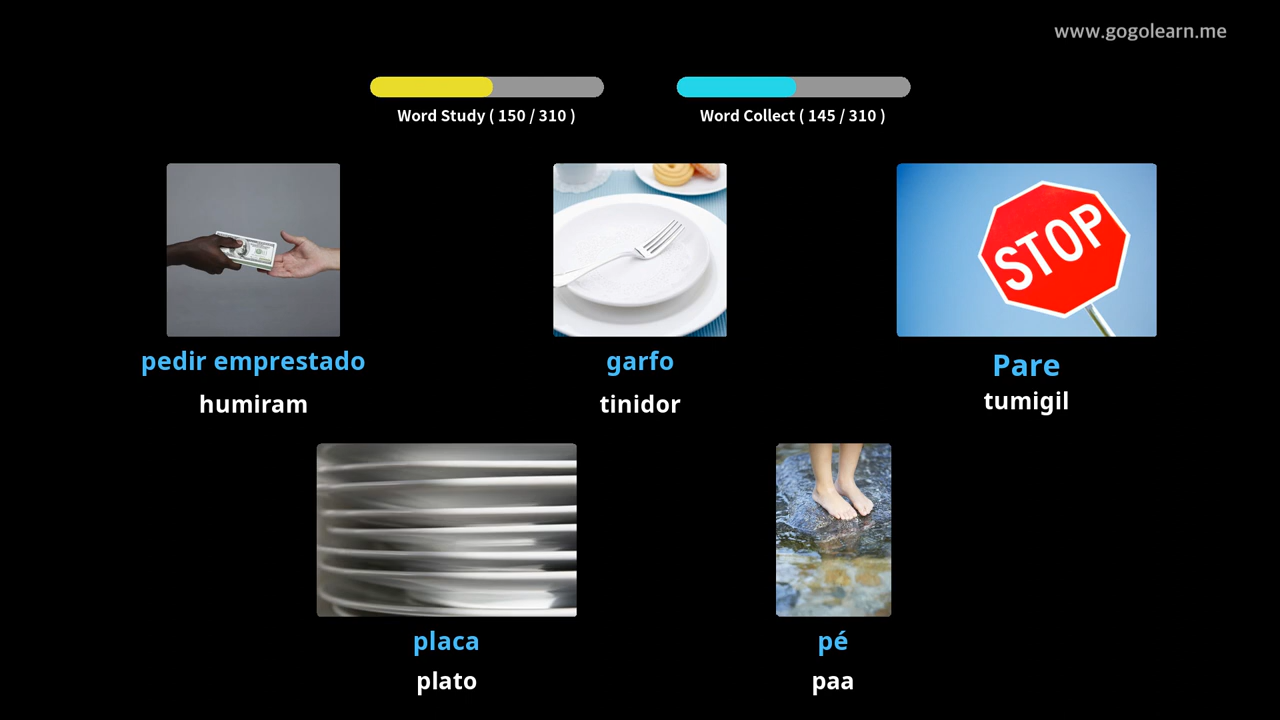 www.gogolearn.me
Word Study ( 150 / 310 )
Word Collect ( 145 / 310 )
STOP
pedir emprestado
humiram
garfo
tinidor
Pare
tumigil
placa
plato
pé
paa